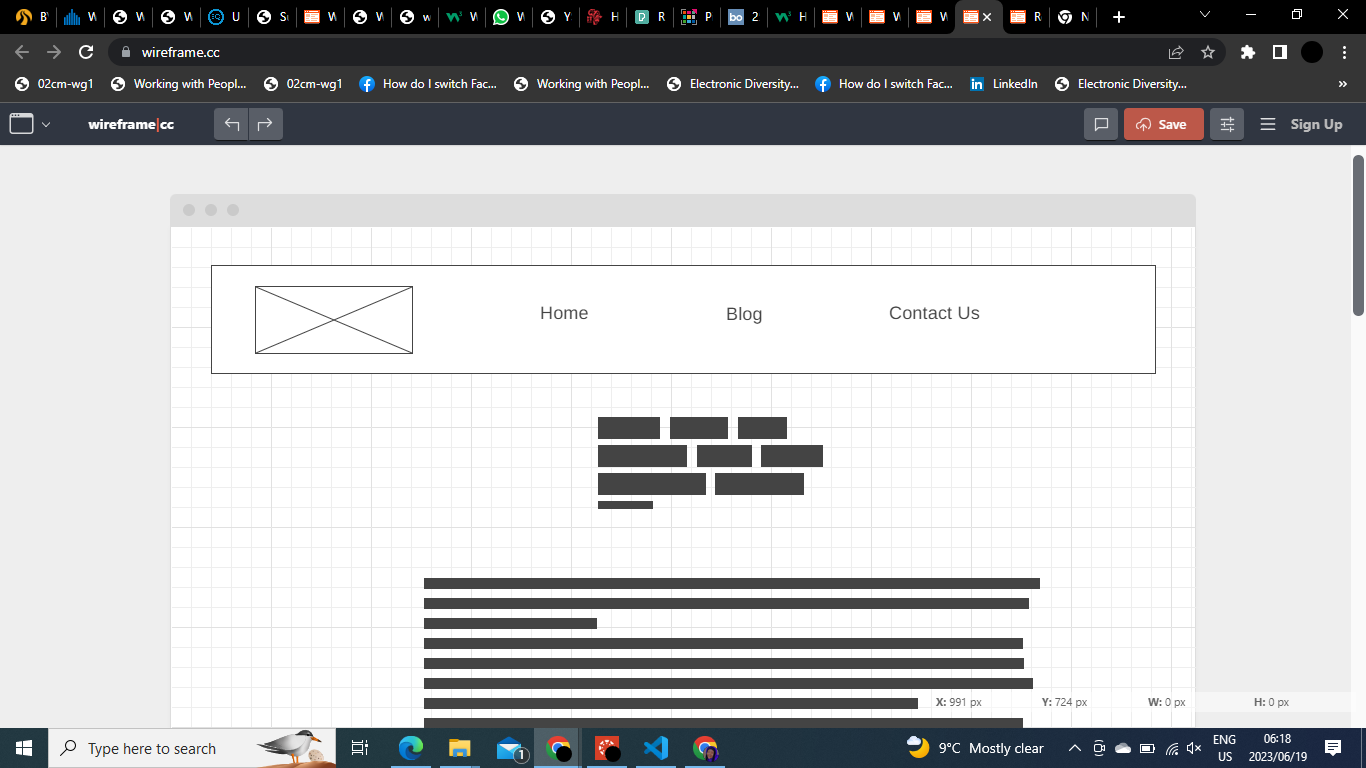 B W W W U Su W W w W W Y H R P 2 H W W W R N
wireframe.cc
02cm-wg1 Working with Peopl... 02cm-wg1 How do I switch Fac... Working with Peopl... Electronic Diversity... How do I switch Fac... LinkedIn Electronic Diversity... »
wireframe|cc Save Sign Up
Home Blog Contact Us
X: 991 px Y: 724 px W: 0 px H: 0 px
Type here to search 1 9°C Mostly clear ENG US 06:18 2023/06/19